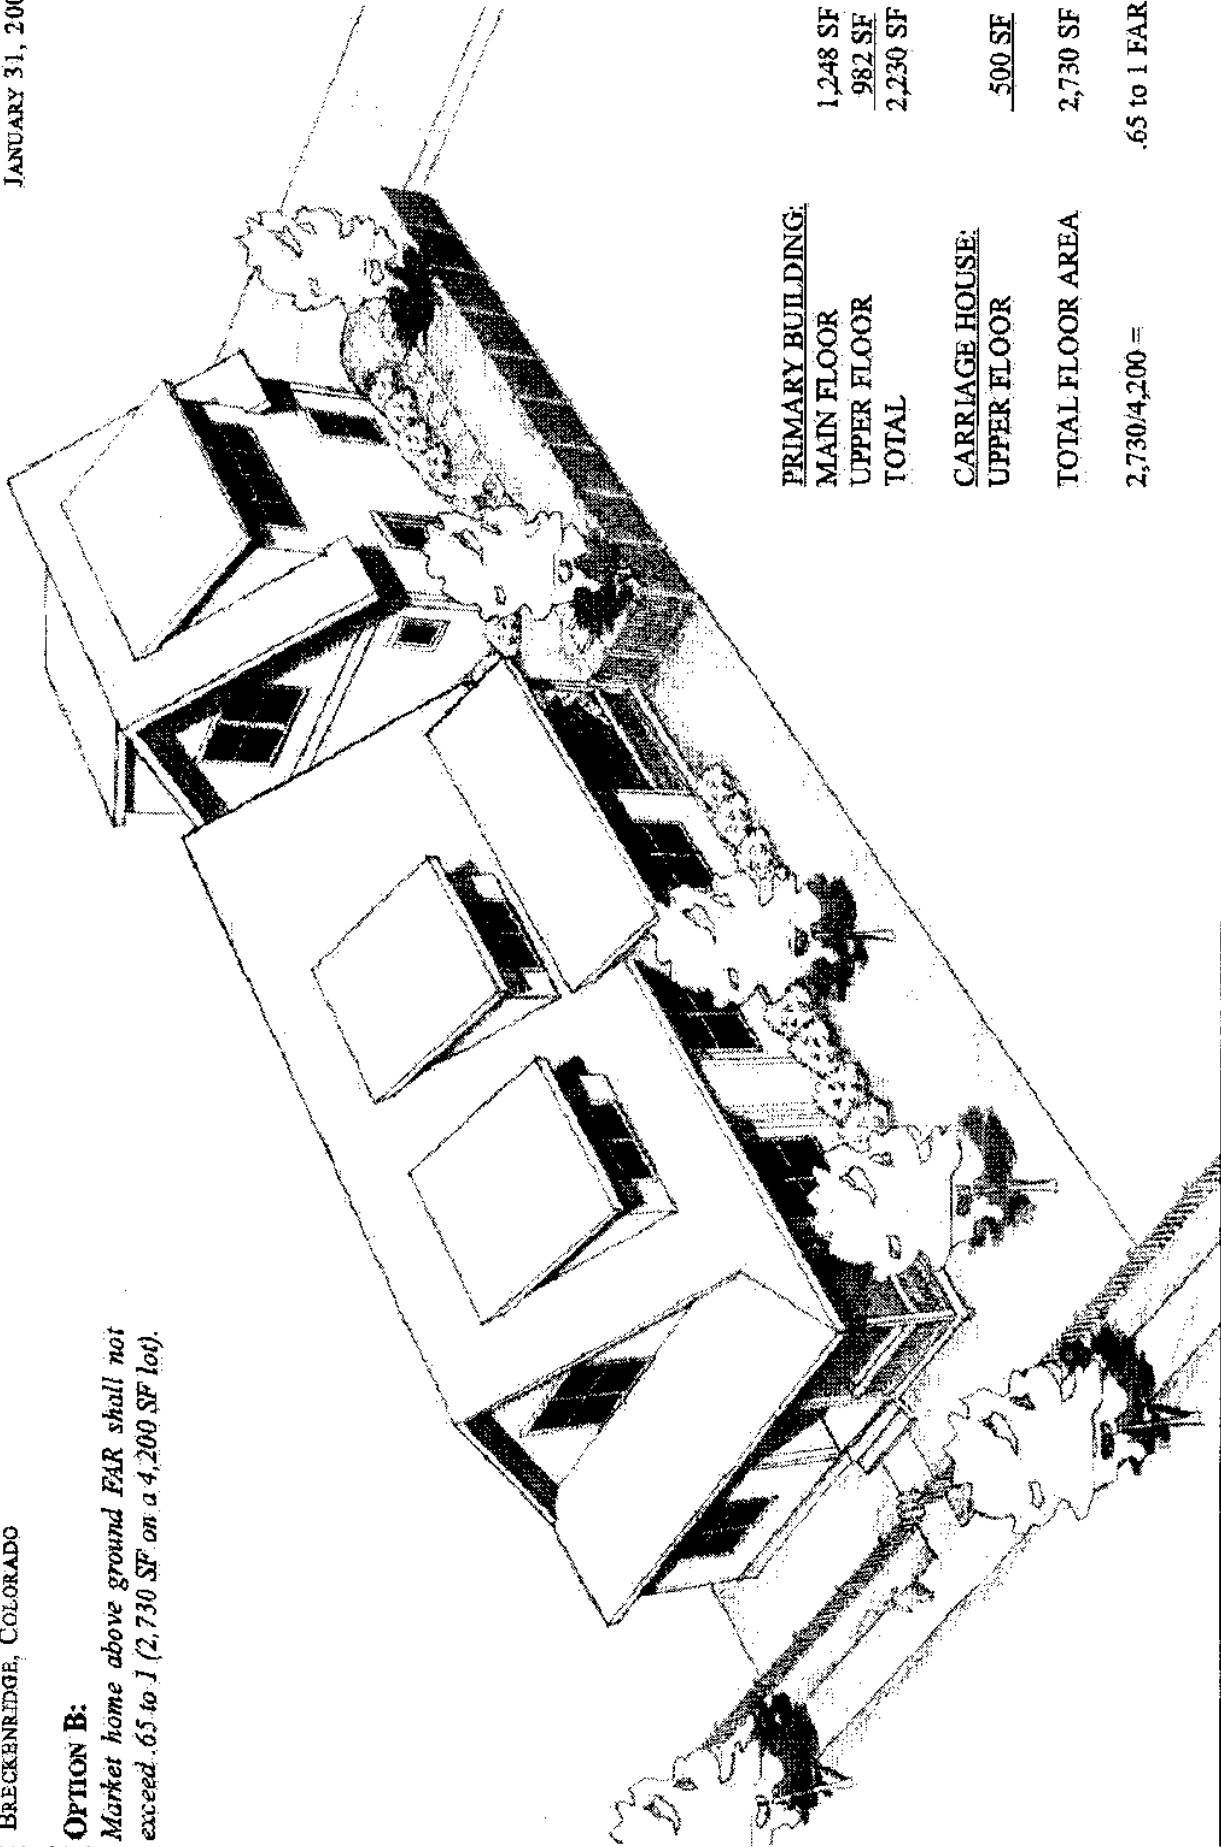 BRECKENRIDGE, COLORADO
JANUARY 31, 200
OPTION B:
Market home above ground FAR shall not
exceed .65 to 1 (2,730 SF on a 4,200 SF lot).
PRIMARY BUILDING:
MAIN FLOOR 1,248 SF
UPPER FLOOR 982 SF
TOTAL 2,230 SF
CARRIAGE HOUSE:
UPPER FLOOR 500 SF
TOTAL FLOOR AREA 2,730 SF
2,730/4,200 = .65 to 1 FAR